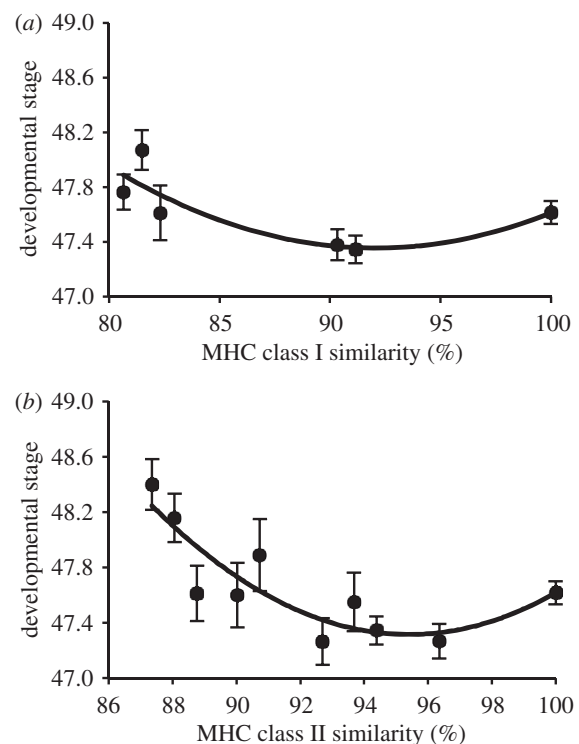 (a) 49.0
48.6
48.2
47.8
47.4
47.0
developmental stage
80 85 90 95 100
MHC class I similarity (%)
(b) 49.0
48.6
48.2
47.8
47.4
47.0
developmental stage
86 88 90 92 94 96 98 100
MHC class II similarity (%)